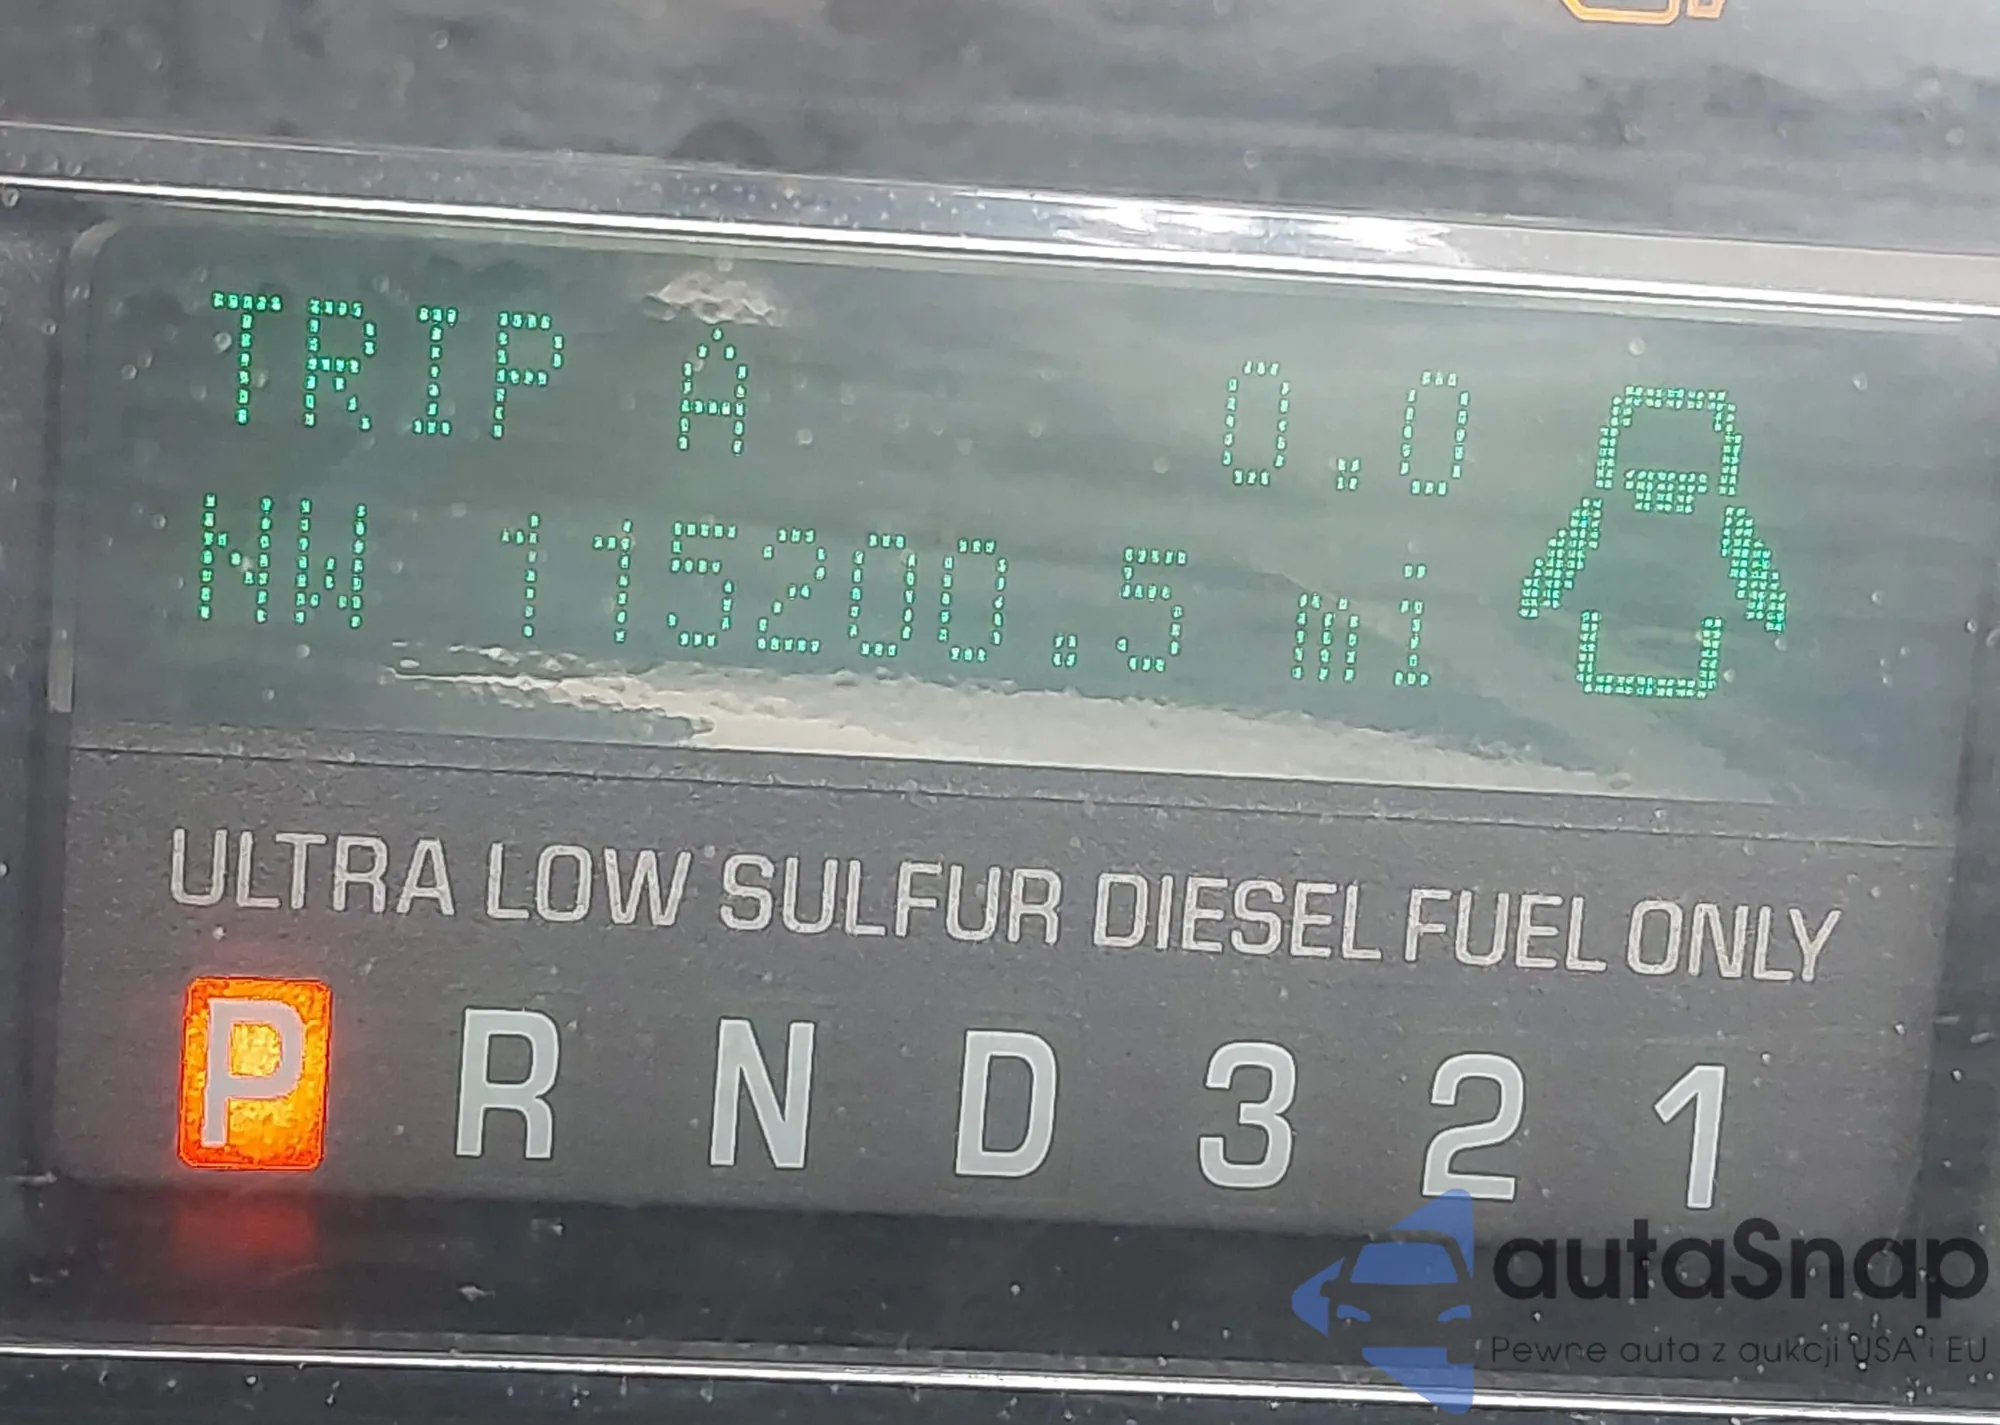 TRIP A 0.0
NW 115200.5 mi
ULTRA LOW SULFUR DIESEL FUEL ONLY
P R N D 3 2 1
autaSnap
Pewne auta z aukcji USA i EU